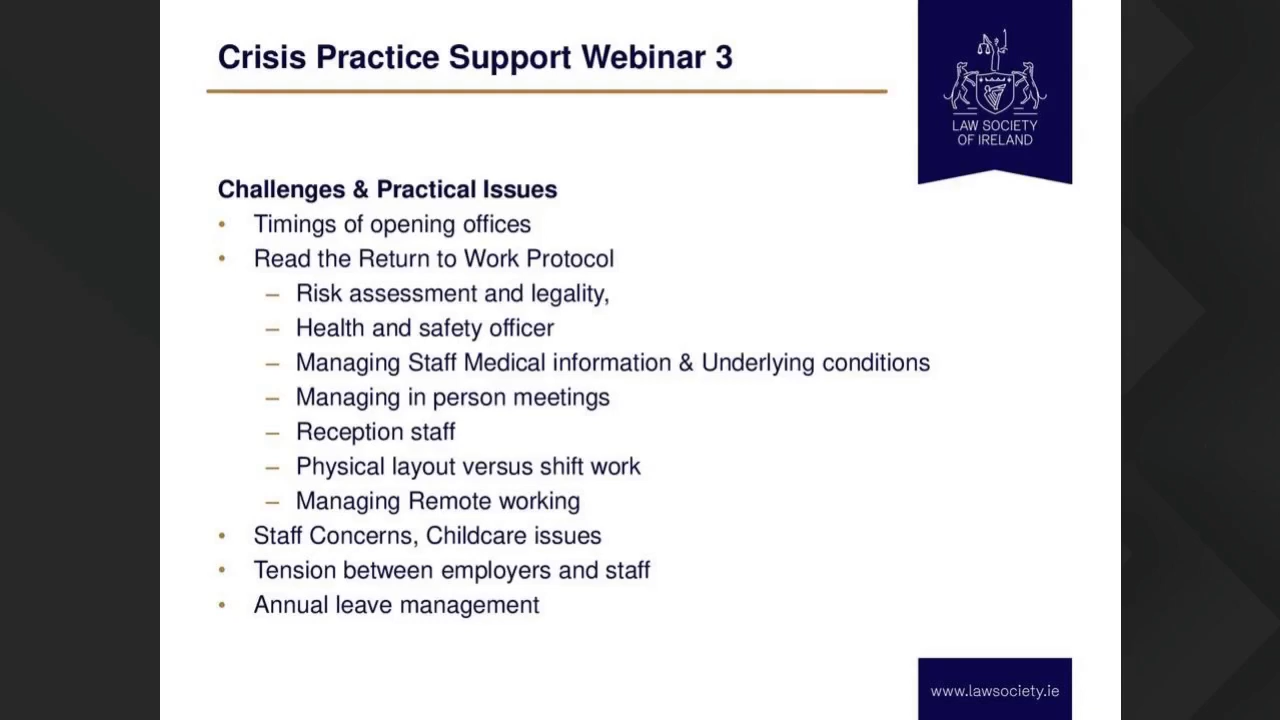 Crisis Practice Support Webinar 3
LAW SOCIETY
OF IRELAND
Challenges & Practical Issues
• Timings of opening offices
• Read the Return to Work Protocol
– Risk assessment and legality,
– Health and safety officer
– Managing Staff Medical information & Underlying conditions
– Managing in person meetings
– Reception staff
– Physical layout versus shift work
– Managing Remote working
• Staff Concerns, Childcare issues
• Tension between employers and staff
• Annual leave management
www.lawsociety.ie